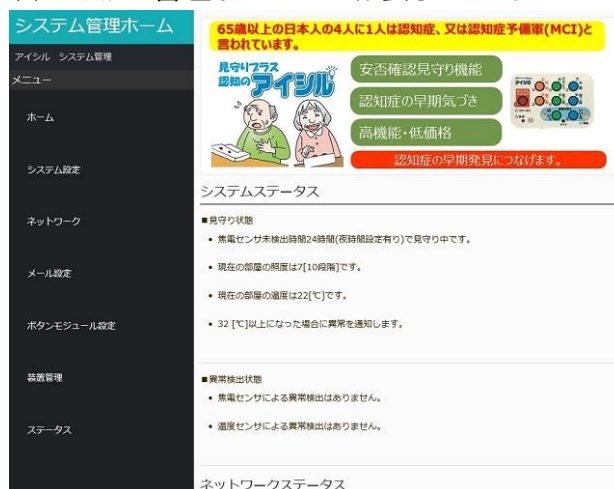 システム管理ホーム
アイシル システム管理
メニュー
ホーム
システム設定
ネットワーク
メール設定
ボタンモジュール設定
装置管理
ステータス
65歳以上の日本人の4人に1人は認知症、又は認知症予備軍(MCI)と
言われています。
見守りプラス
認知のアイシル
安否確認見守り機能
認知症の早期気づき
高機能・低価格
認知症の早期発見につなげます。
システムステータス
■見守り状態
• 焦電センサ未検出時間24時間(夜時間設定有り)で見守り中です。
• 現在の部屋の照度は7[10段階]です。
• 現在の部屋の温度は22[℃]です。
• 32 [℃]以上になった場合に異常を通知します。
■異常検出状態
• 焦電センサによる異常検出はありません。
• 温度センサによる異常検出はありません。
ネットワークステータス